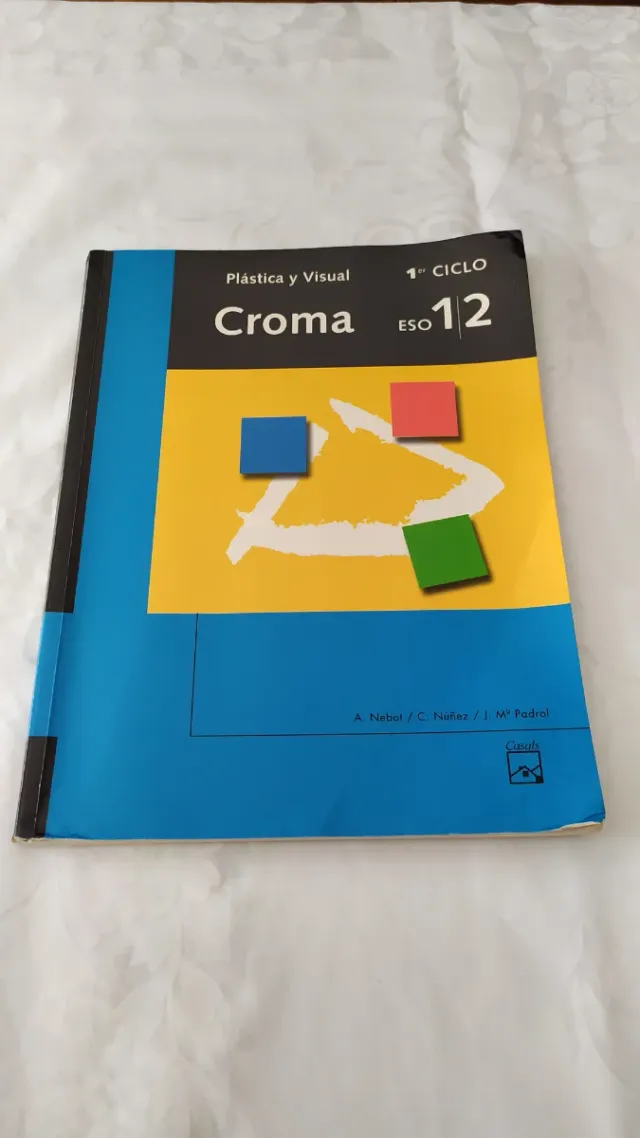 Plástica y Visual
1er CICLO
Croma
ESO 1|2
A. Nebot / C. Núñez / J. Mª Padrol
Casals